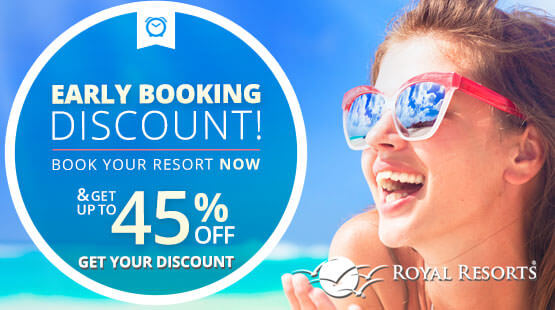 EARLY BOOKING
DISCOUNT!
BOOK YOUR RESORT NOW
& GET
UP TO
45% OFF
GET YOUR DISCOUNT
ROYAL RESORTS®